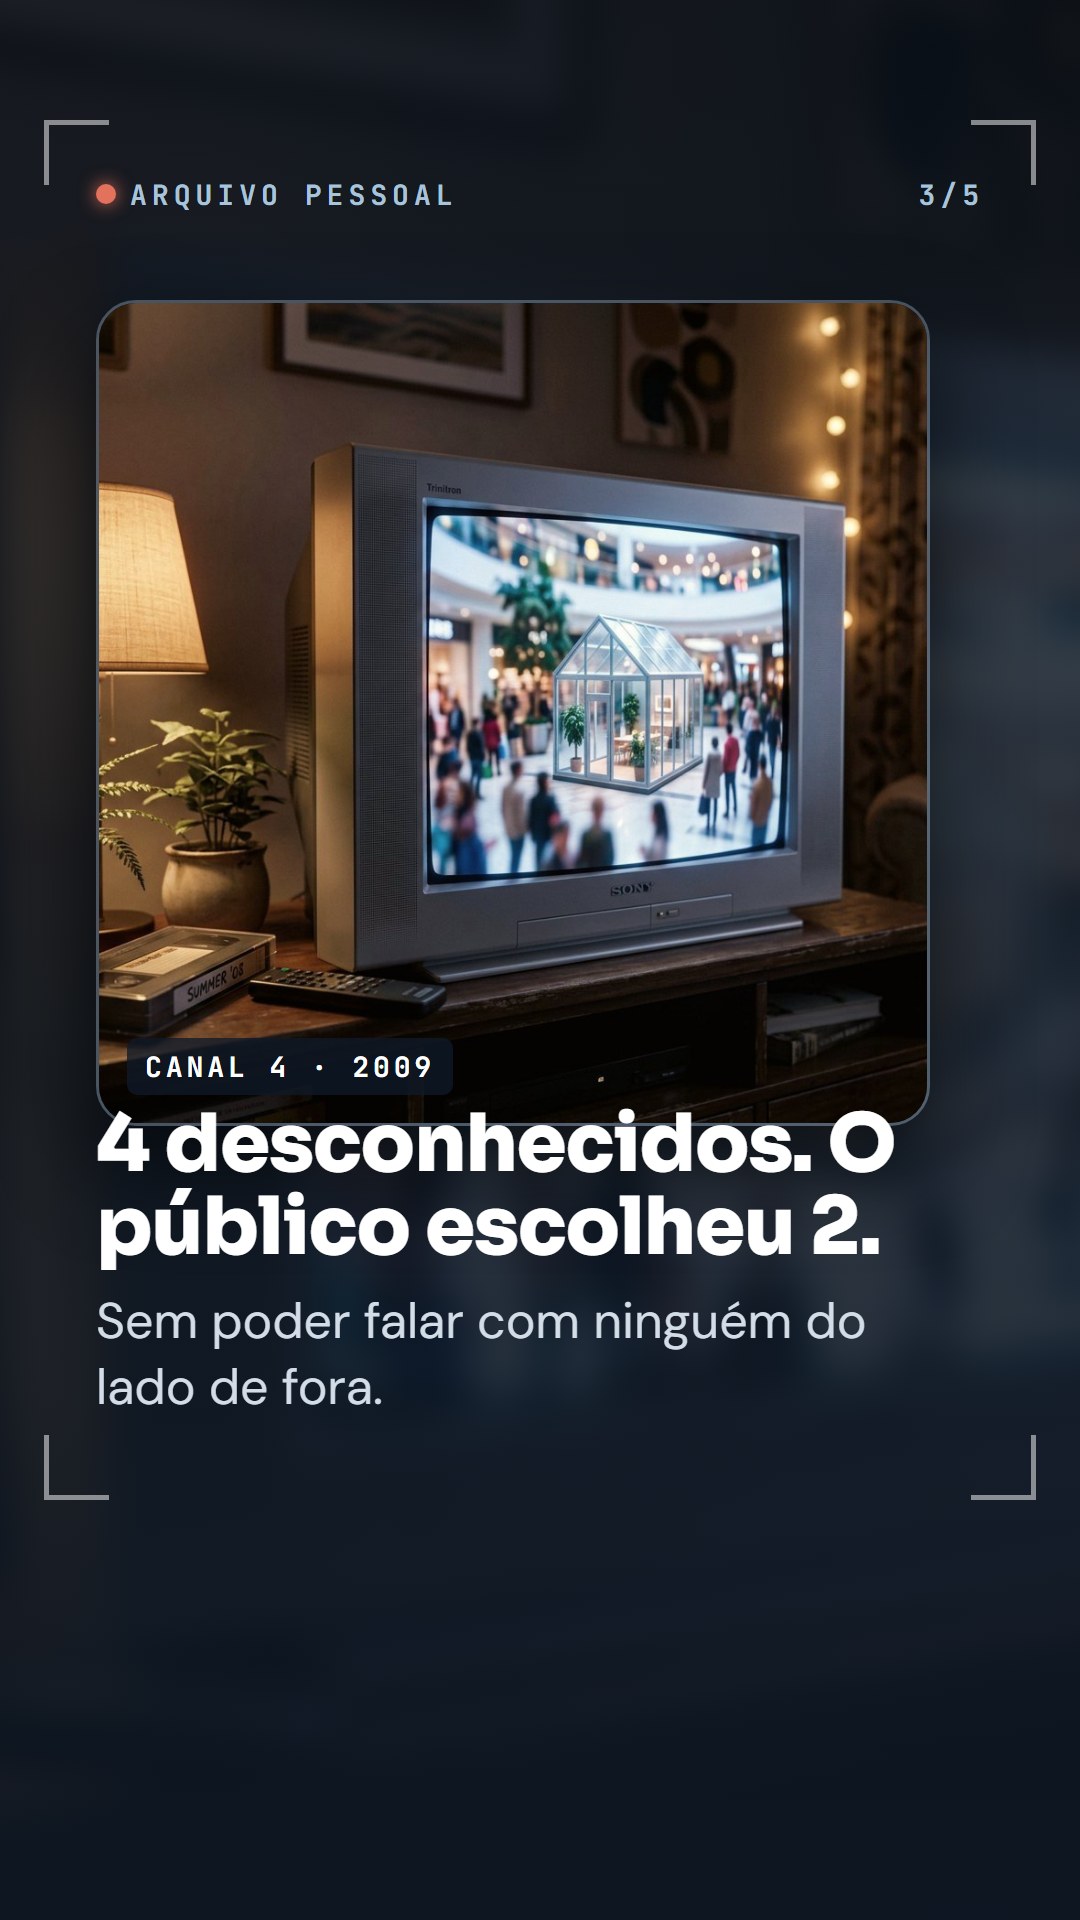 ARQUIVO PESSOAL
3/5
Trinitron
SONY
SUMMER '08
CANAL 4 · 2009
4 desconhecidos. O
público escolheu 2.
Sem poder falar com ninguém do
lado de fora.